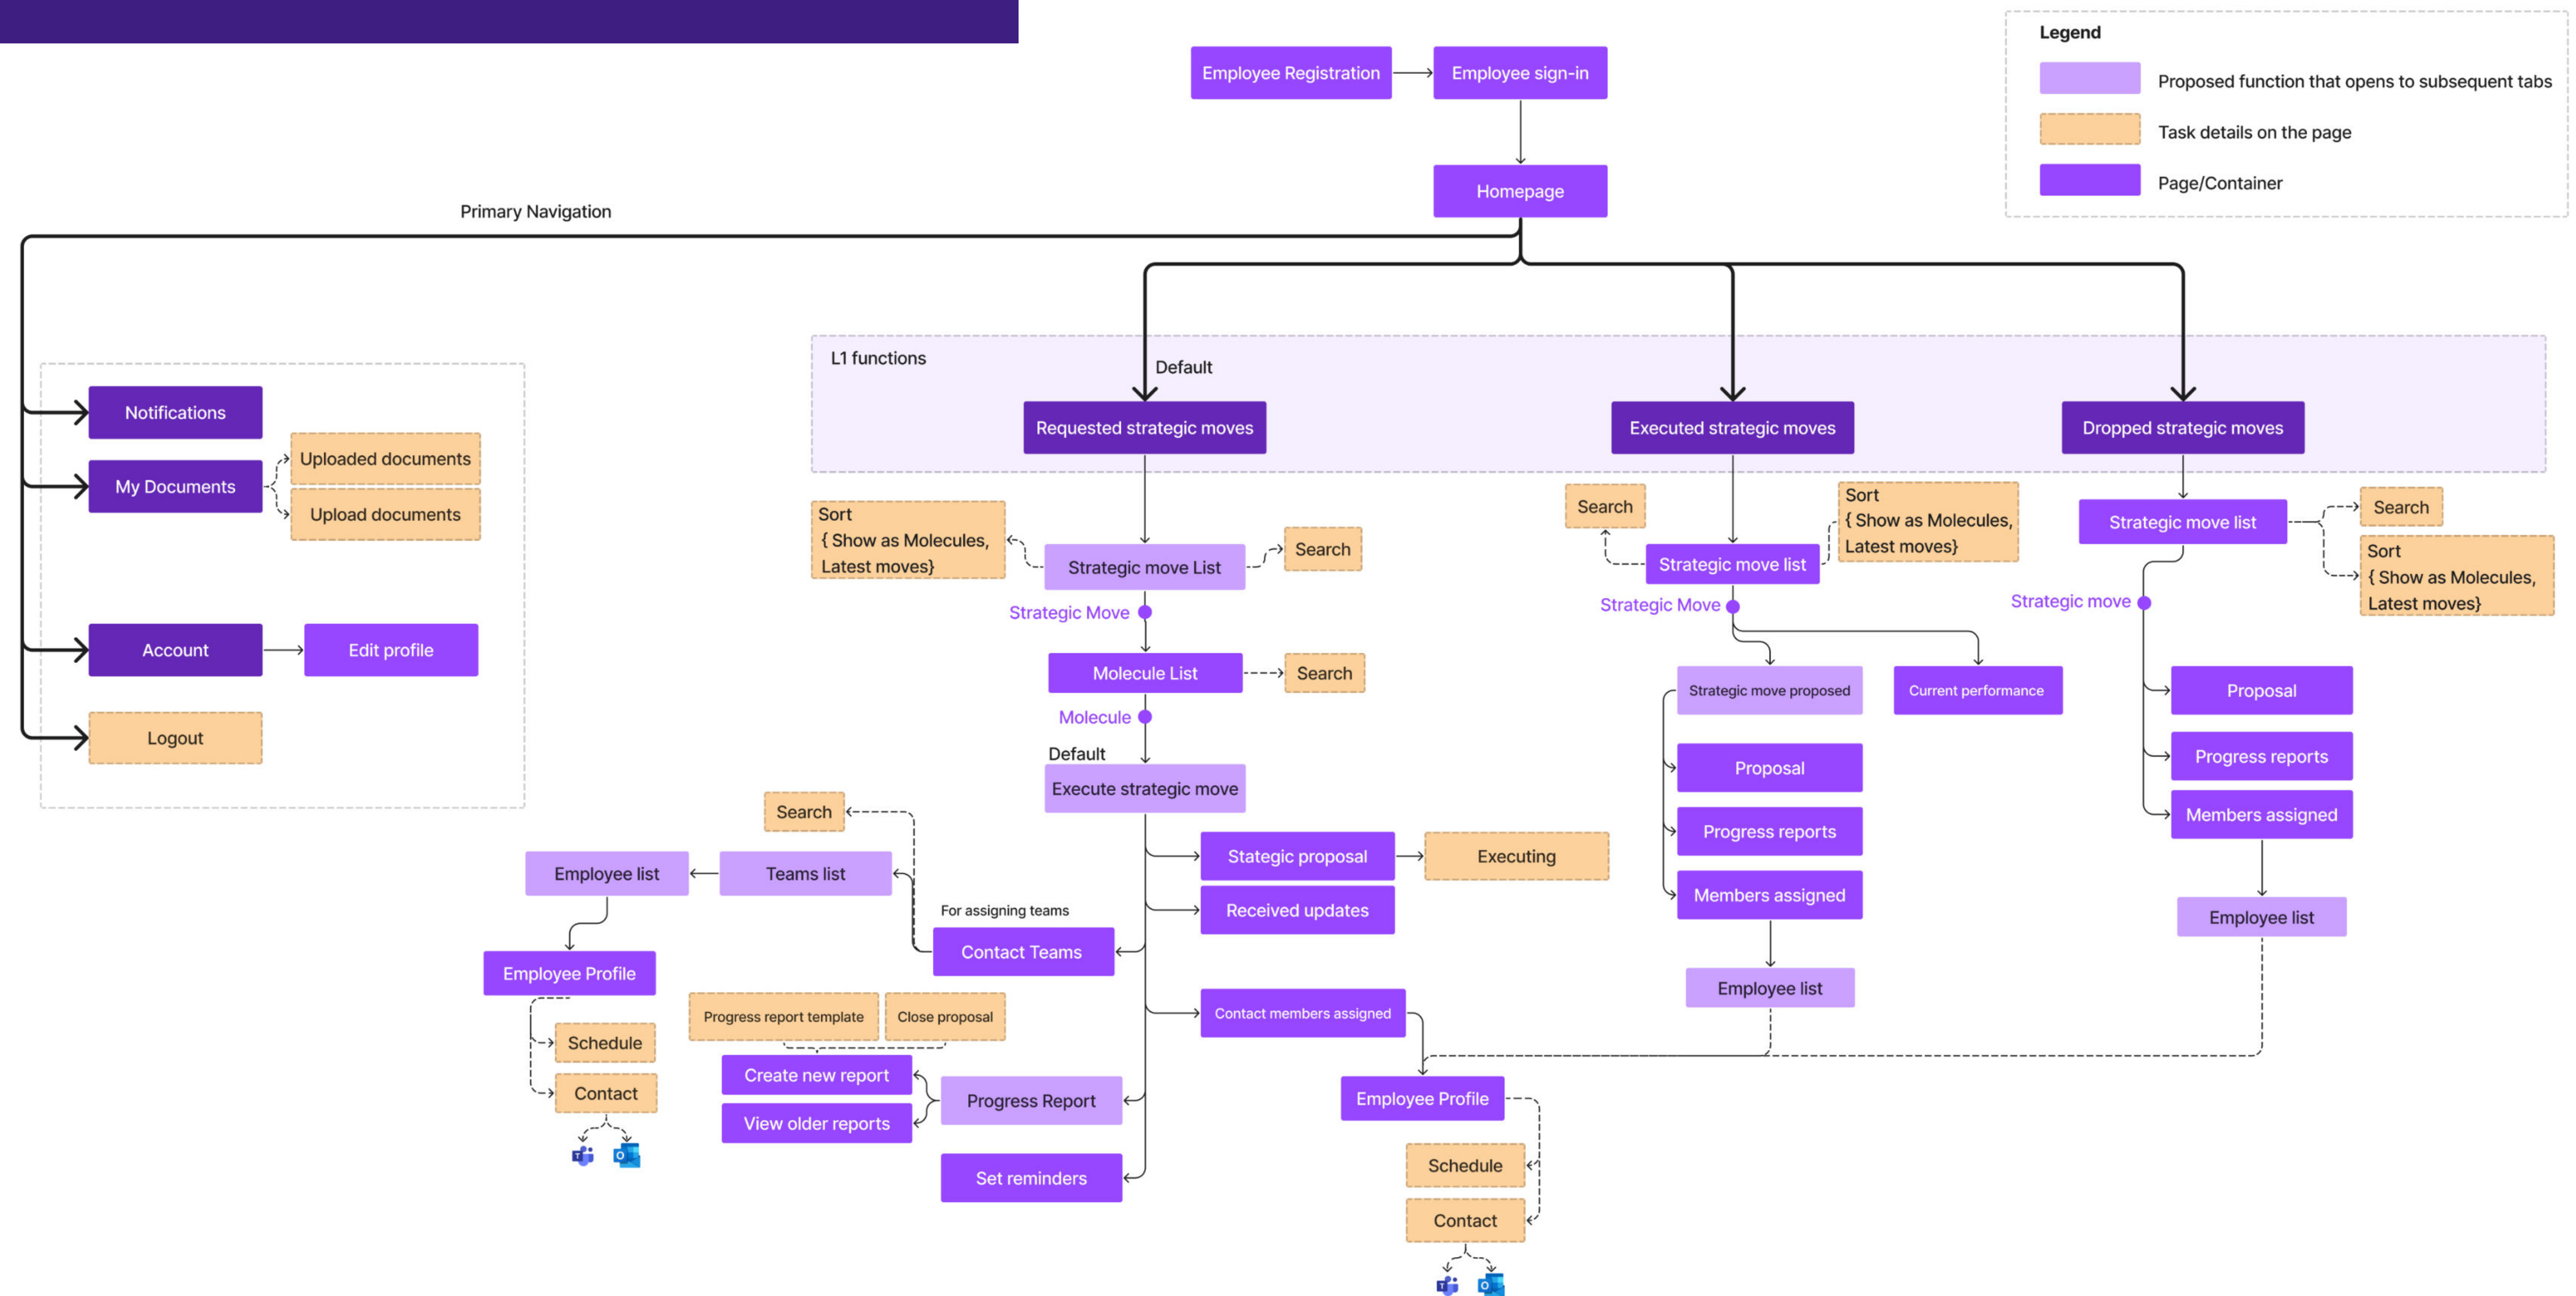 Legend
Proposed function that opens to subsequent tabs
Task details on the page
Page/Container
Employee Registration
Employee sign-in
Homepage
Primary Navigation
Notifications
My Documents
Uploaded documents
Upload documents
Account
Edit profile
Logout
L1 functions
Default
Requested strategic moves
Executed strategic moves
Dropped strategic moves
Sort
{ Show as Molecules,
Latest moves}
Strategic move List
Search
Strategic Move
Molecule List
Search
Molecule
Default
Execute strategic move
Search
Employee list
Teams list
For assigning teams
Contact Teams
Employee Profile
Schedule
Contact
Stategic proposal
Executing
Received updates
Contact members assigned
Progress report template
Close proposal
Create new report
View older reports
Progress Report
Set reminders
Employee Profile
Schedule
Contact
Search
Sort
{ Show as Molecules,
Latest moves}
Strategic move list
Strategic Move
Strategic move proposed
Current performance
Proposal
Progress reports
Members assigned
Employee list
Strategic move list
Search
Sort
{ Show as Molecules,
Latest moves}
Strategic move
Proposal
Progress reports
Members assigned
Employee list
T
O
T
O